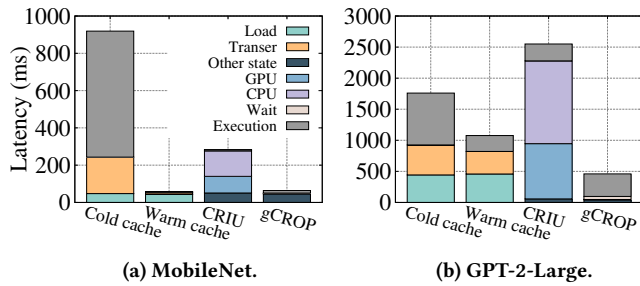 1000
800
600
400
200
0
Latency (ms)
Load
Transer
Other state
GPU
CPU
Wait
Execution
Cold cache
Warm cache
CRIU
gCROP
(a) MobileNet.
3000
2500
2000
1500
1000
500
0
Cold cache
Warm cache
CRIU
gCROP
(b) GPT-2-Large.